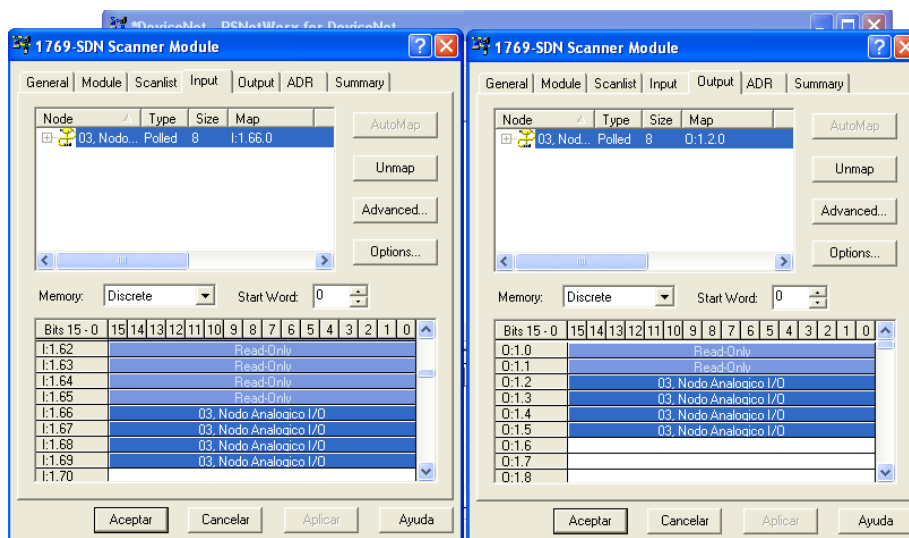 *DeviceNet - RSNetWorx for DeviceNet
1769-SDN Scanner Module
General Module Scanlist Input Output ADR Summary
Node Type Size Map
03, Nodo... Polled 8 I:1.66.0
AutoMap
Unmap
Advanced...
Options...
Memory: Discrete Start Word: 0
Bits 15 - 0 15 14 13 12 11 10 9 8 7 6 5 4 3 2 1 0
I:1.62 Read-Only
I:1.63 Read-Only
I:1.64 Read-Only
I:1.65 Read-Only
I:1.66 03, Nodo Analogico I/O
I:1.67 03, Nodo Analogico I/O
I:1.68 03, Nodo Analogico I/O
I:1.69 03, Nodo Analogico I/O
I:1.70
Aceptar Cancelar Aplicar Ayuda
1769-SDN Scanner Module
General Module Scanlist Input Output ADR Summary
Node Type Size Map
03, Nod... Polled 8 O:1.2.0
AutoMap
Unmap
Advanced...
Options...
Memory: Discrete Start Word: 0
Bits 15 - 0 15 14 13 12 11 10 9 8 7 6 5 4 3 2 1 0
O:1.0 Read-Only
O:1.1 Read-Only
O:1.2 03, Nodo Analogico I/O
O:1.3 03, Nodo Analogico I/O
O:1.4 03, Nodo Analogico I/O
O:1.5 03, Nodo Analogico I/O
O:1.6
O:1.7
O:1.8
Aceptar Cancelar Aplicar Ayuda